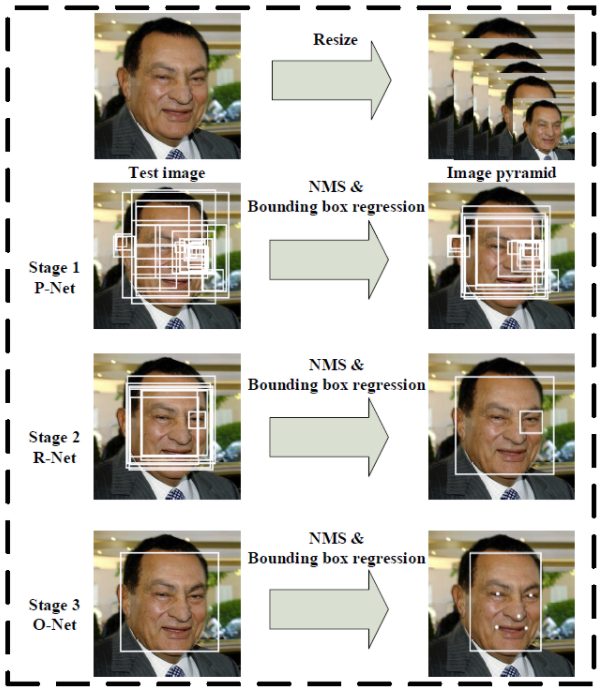 Resize
Test image
Image pyramid
NMS &
Bounding box regression
Stage 1
P-Net
NMS &
Bounding box regression
Stage 2
R-Net
NMS &
Bounding box regression
Stage 3
O-Net